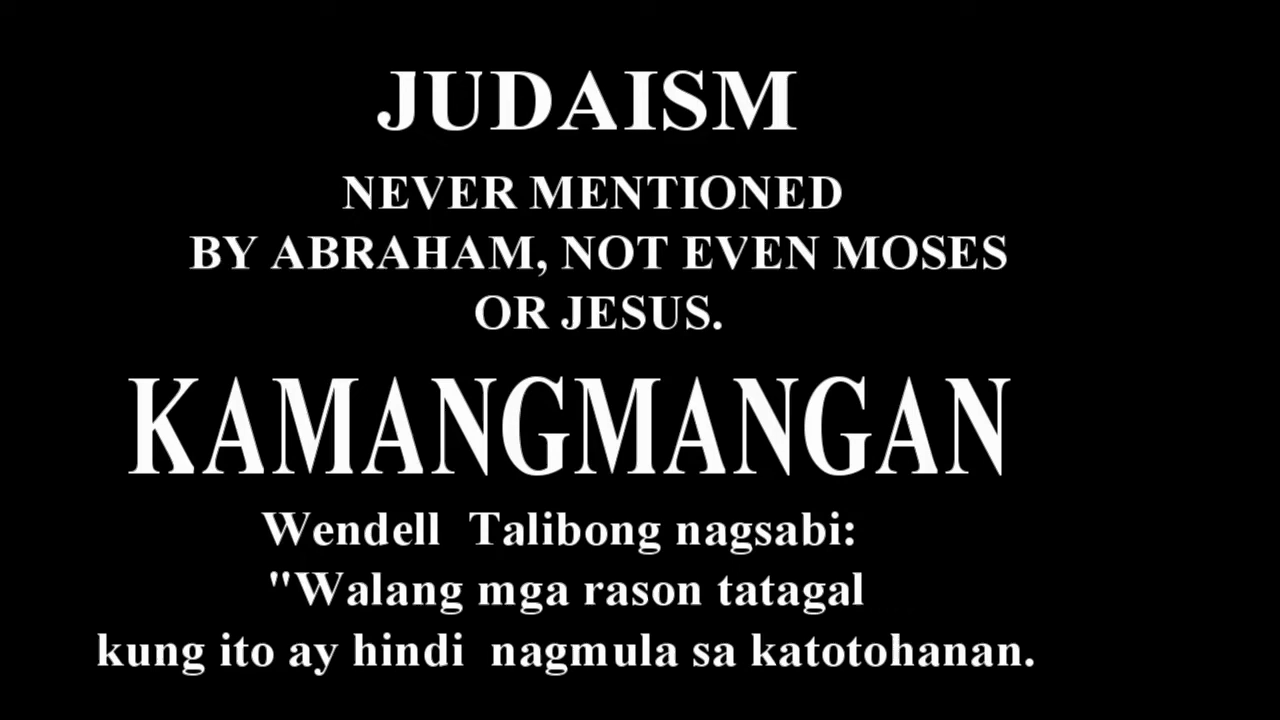 JUDAISM
NEVER MENTIONED
BY ABRAHAM, NOT EVEN MOSES
OR JESUS.
KAMANGMANGAN
Wendell Talibong nagsabi:
"Walang mga rason tatagal
kung ito ay hindi nagmula sa katotohanan.